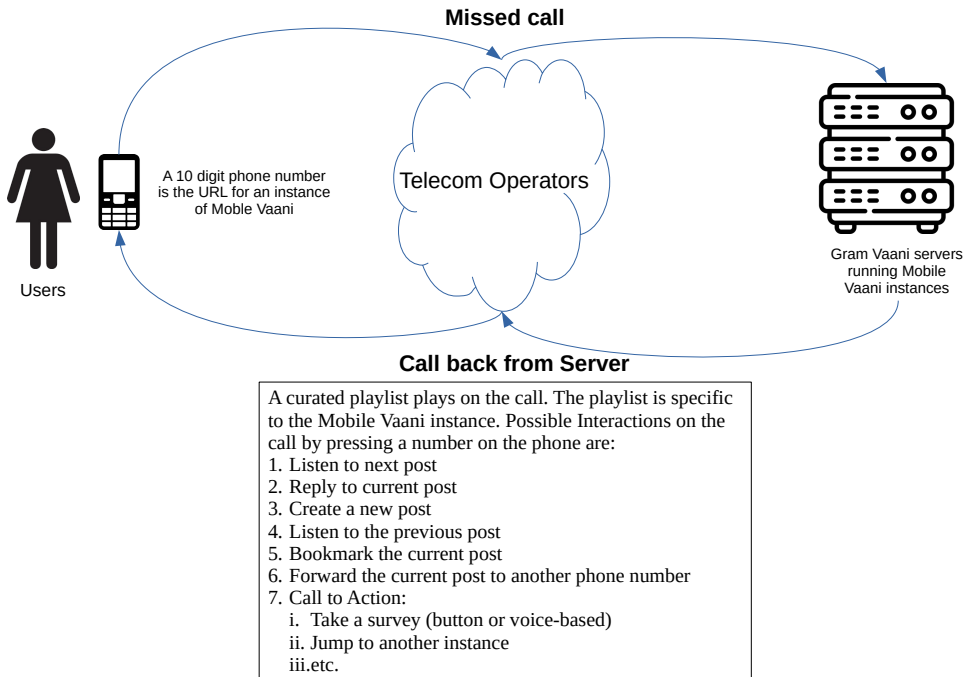 Missed call
A 10 digit phone number
is the URL for an instance
of Moble Vaani
Telecom Operators
Users
Gram Vaani servers
running Mobile
Vaani instances
Call back from Server
A curated playlist plays on the call. The playlist is specific
to the Mobile Vaani instance. Possible Interactions on the
call by pressing a number on the phone are:
1. Listen to next post
2. Reply to current post
3. Create a new post
4. Listen to the previous post
5. Bookmark the current post
6. Forward the current post to another phone number
7. Call to Action:
i. Take a survey (button or voice-based)
ii. Jump to another instance
iii.etc.